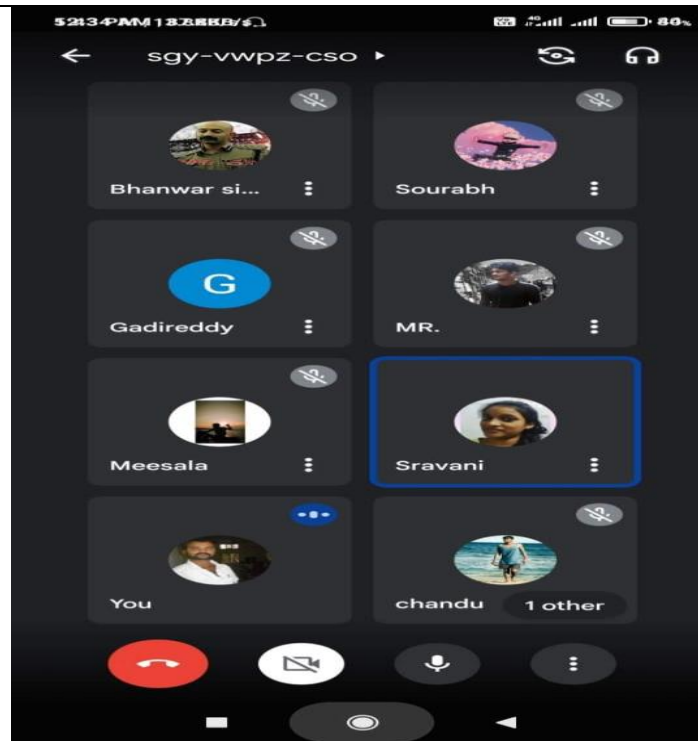 sgy-vwpz-cso
Bhanwar si...
Sourabh
G
Gadireddy
MR.
Meesala
Sravani
You
chandu
1 other